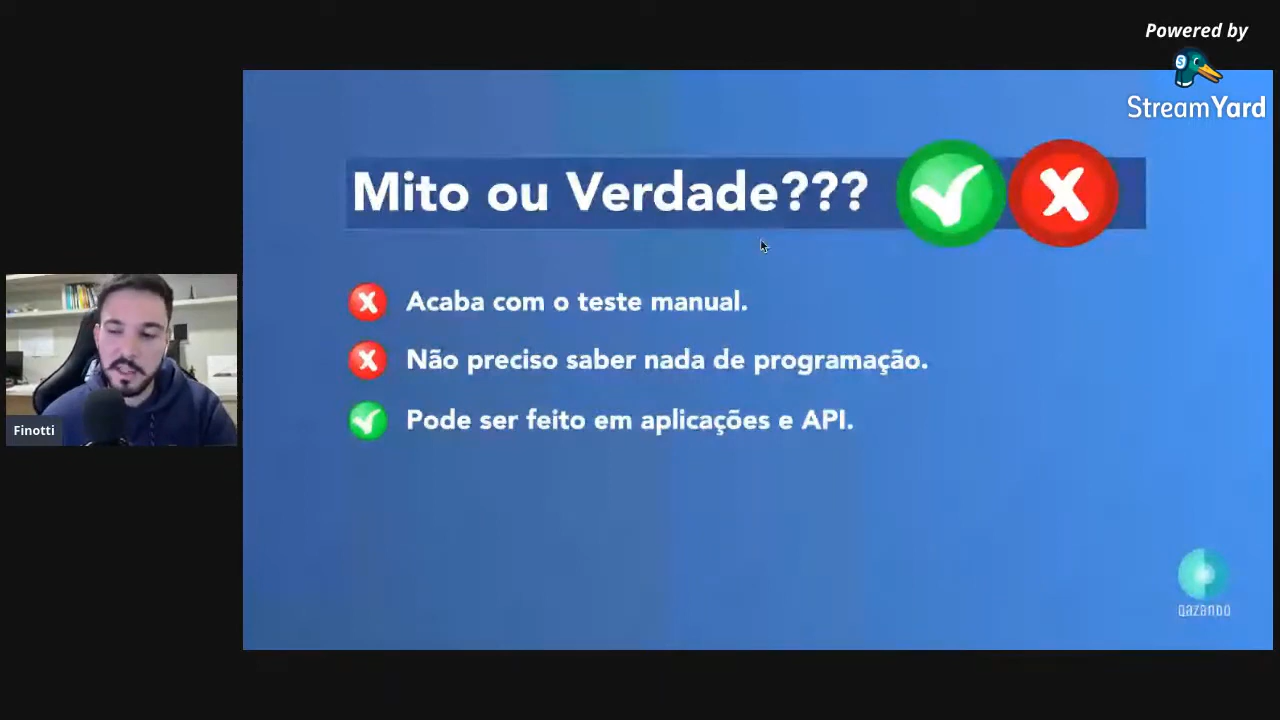 Powered by
StreamYard
Mito ou Verdade???
Acaba com o teste manual.
Não preciso saber nada de programação.
Pode ser feito em aplicações e API.
Finotti
qazando